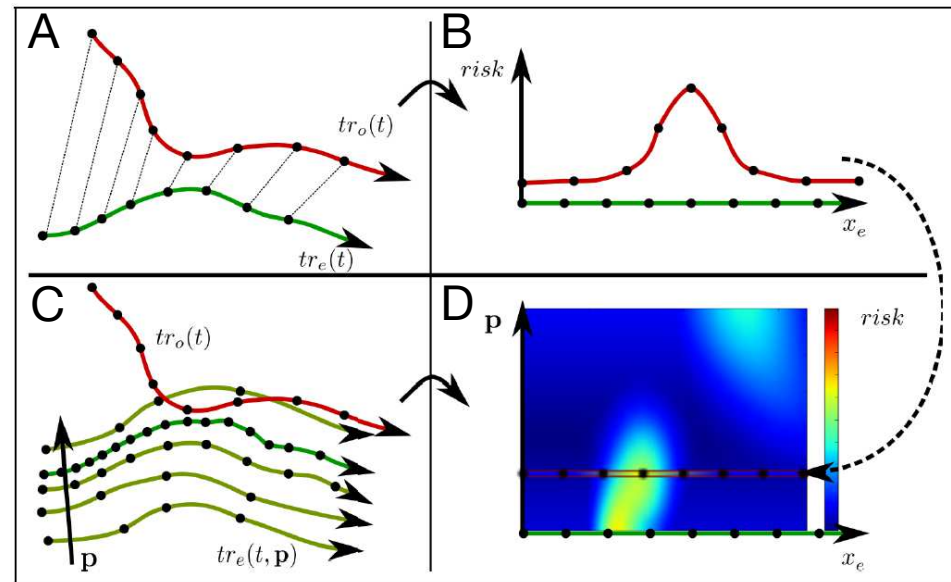 A
tr_o(t)
tr_e(t)
B
risk
x_e
C
tr_o(t)
p
tr_e(t, p)
D
p
risk
x_e